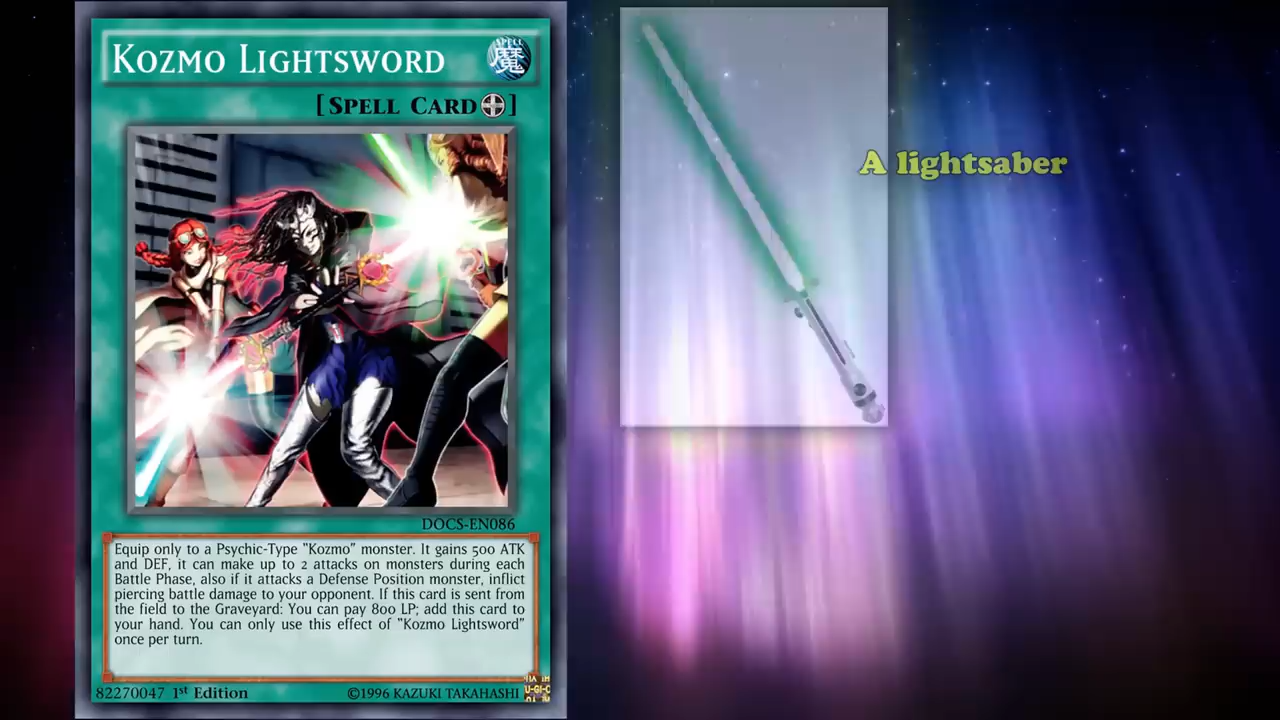 Kozmo Lightsword
SPELL
魔
[Spell Card]
A lightsaber
DOCS-EN086
Equip only to a Psychic-Type "Kozmo" monster. It gains 500 ATK
and DEF, it can make up to 2 attacks on monsters during each
Battle Phase, also if it attacks a Defense Position monster, inflict
piercing battle damage to your opponent. If this card is sent from
the field to the Graveyard: You can pay 800 LP; add this card to
your hand. You can only use this effect of "Kozmo Lightsword"
once per turn.
82270047 1st Edition
©1996 KAZUKI TAKAHASHI